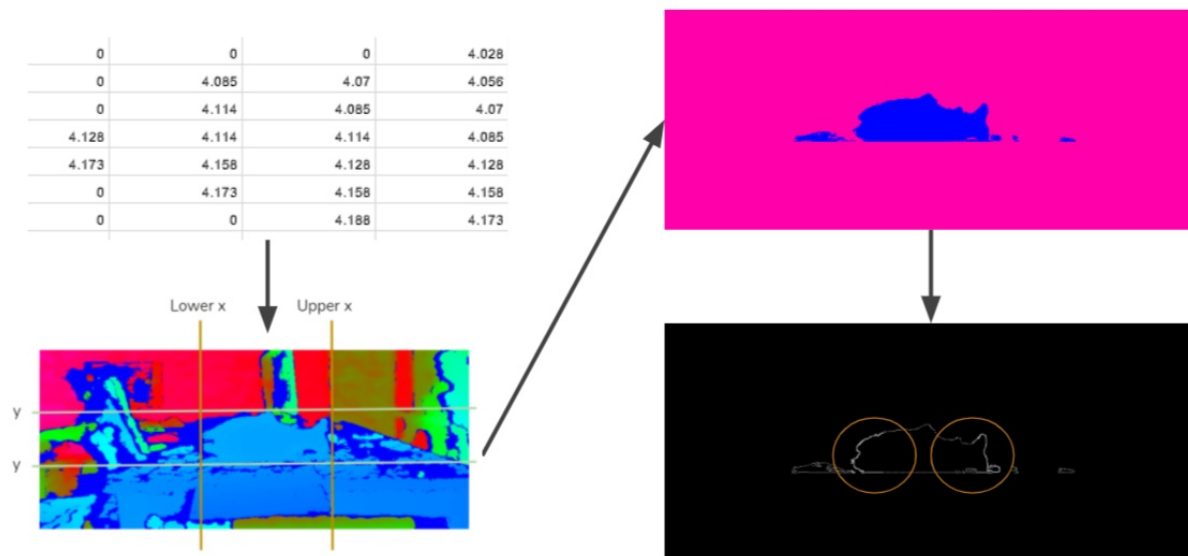 0 0 0 4.028
0 4.085 4.07 4.056
0 4.114 4.085 4.07
4.128 4.114 4.114 4.085
4.173 4.158 4.128 4.128
0 4.173 4.158 4.158
0 0 4.188 4.173
Lower x Upper x
y
y